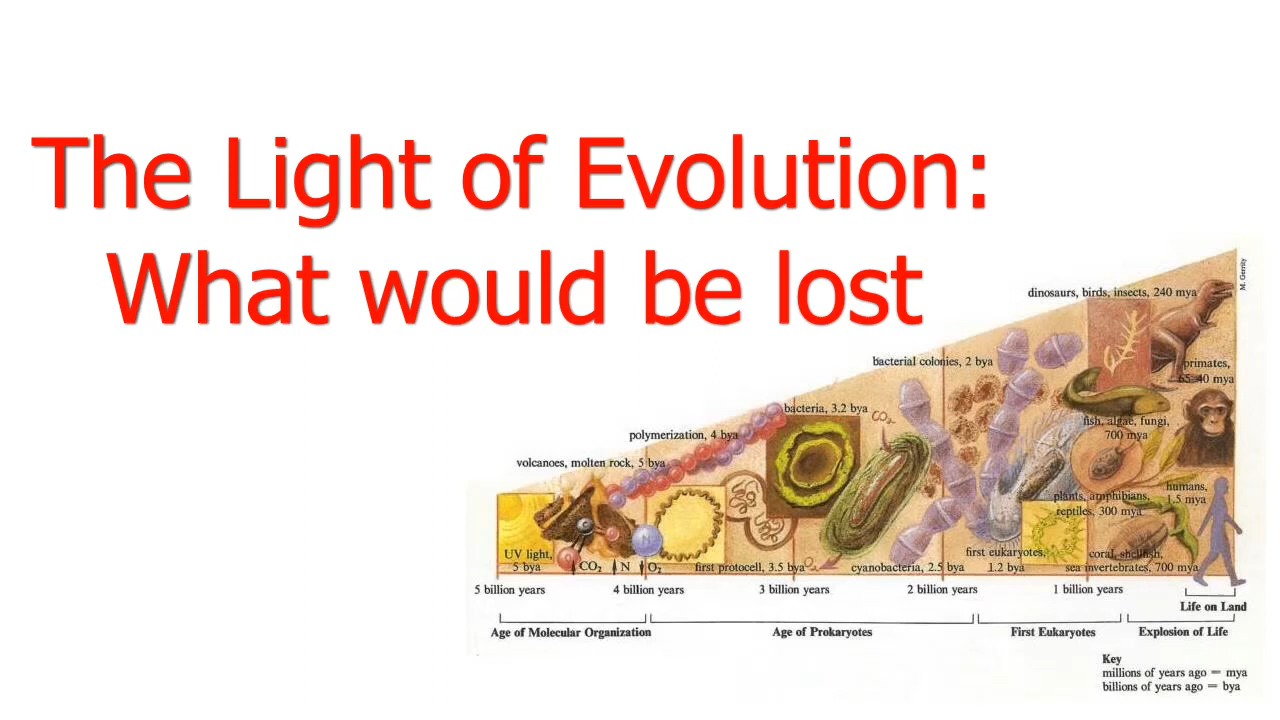 The Light of Evolution:
What would be lost
M. Gerrity
dinosaurs, birds, insects, 240 mya
primates,
65-40 mya
bacterial colonies, 2 bya
bacteria, 3.2 bya
CO₂
fish, algae, fungi,
700 mya
polymerization, 4 bya
volcanoes, molten rock, 5 bya
humans,
1.5 mya
plants, amphibians,
reptiles, 300 mya
N
UV light,
5 bya
CO₂ N O₂
first protocell, 3.5 bya
O₂
cyanobacteria, 2.5 bya
first eukaryotes,
1.2 bya
coral, shellfish,
sea invertebrates, 700 mya
5 billion years
4 billion years
3 billion years
2 billion years
1 billion years
Life on Land
Age of Molecular Organization
Age of Prokaryotes
First Eukaryotes
Explosion of Life
Key
millions of years ago = mya
billions of years ago = bya